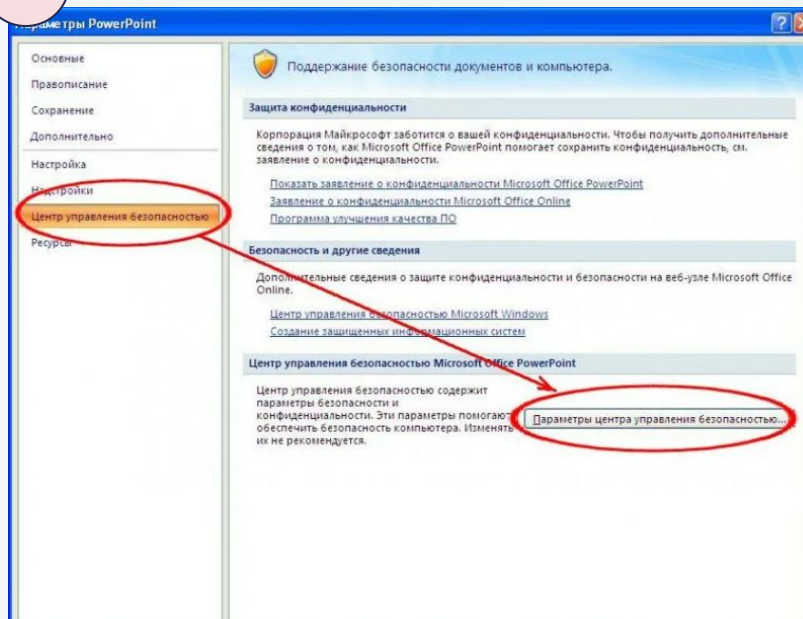 Параметры PowerPoint
Основные
Правописание
Сохранение
Дополнительно
Настройка
Надстройки
Центр управления безопасностью
Ресурсы
Поддержание безопасности документов и компьютера.
Защита конфиденциальности
Корпорация Майкрософт заботится о вашей конфиденциальности. Чтобы получить дополнительные
сведения о том, как Microsoft Office PowerPoint помогает сохранить конфиденциальность, см.
заявление о конфиденциальности.
Показать заявление о конфиденциальности Microsoft Office PowerPoint
Заявление о конфиденциальности Microsoft Office Online
Программа улучшения качества ПО
Безопасность и другие сведения
Дополнительные сведения о защите конфиденциальности и безопасности на веб-узле Microsoft Office
Online.
Центр управления безопасностью Microsoft Windows
Создание защищенных информационных систем
Центр управления безопасностью Microsoft Office PowerPoint
Центр управления безопасностью содержит
параметры безопасности и
конфиденциальности. Эти параметры помогают
обеспечить безопасность компьютера. Изменять
их не рекомендуется.
Параметры центра управления безопасностью...